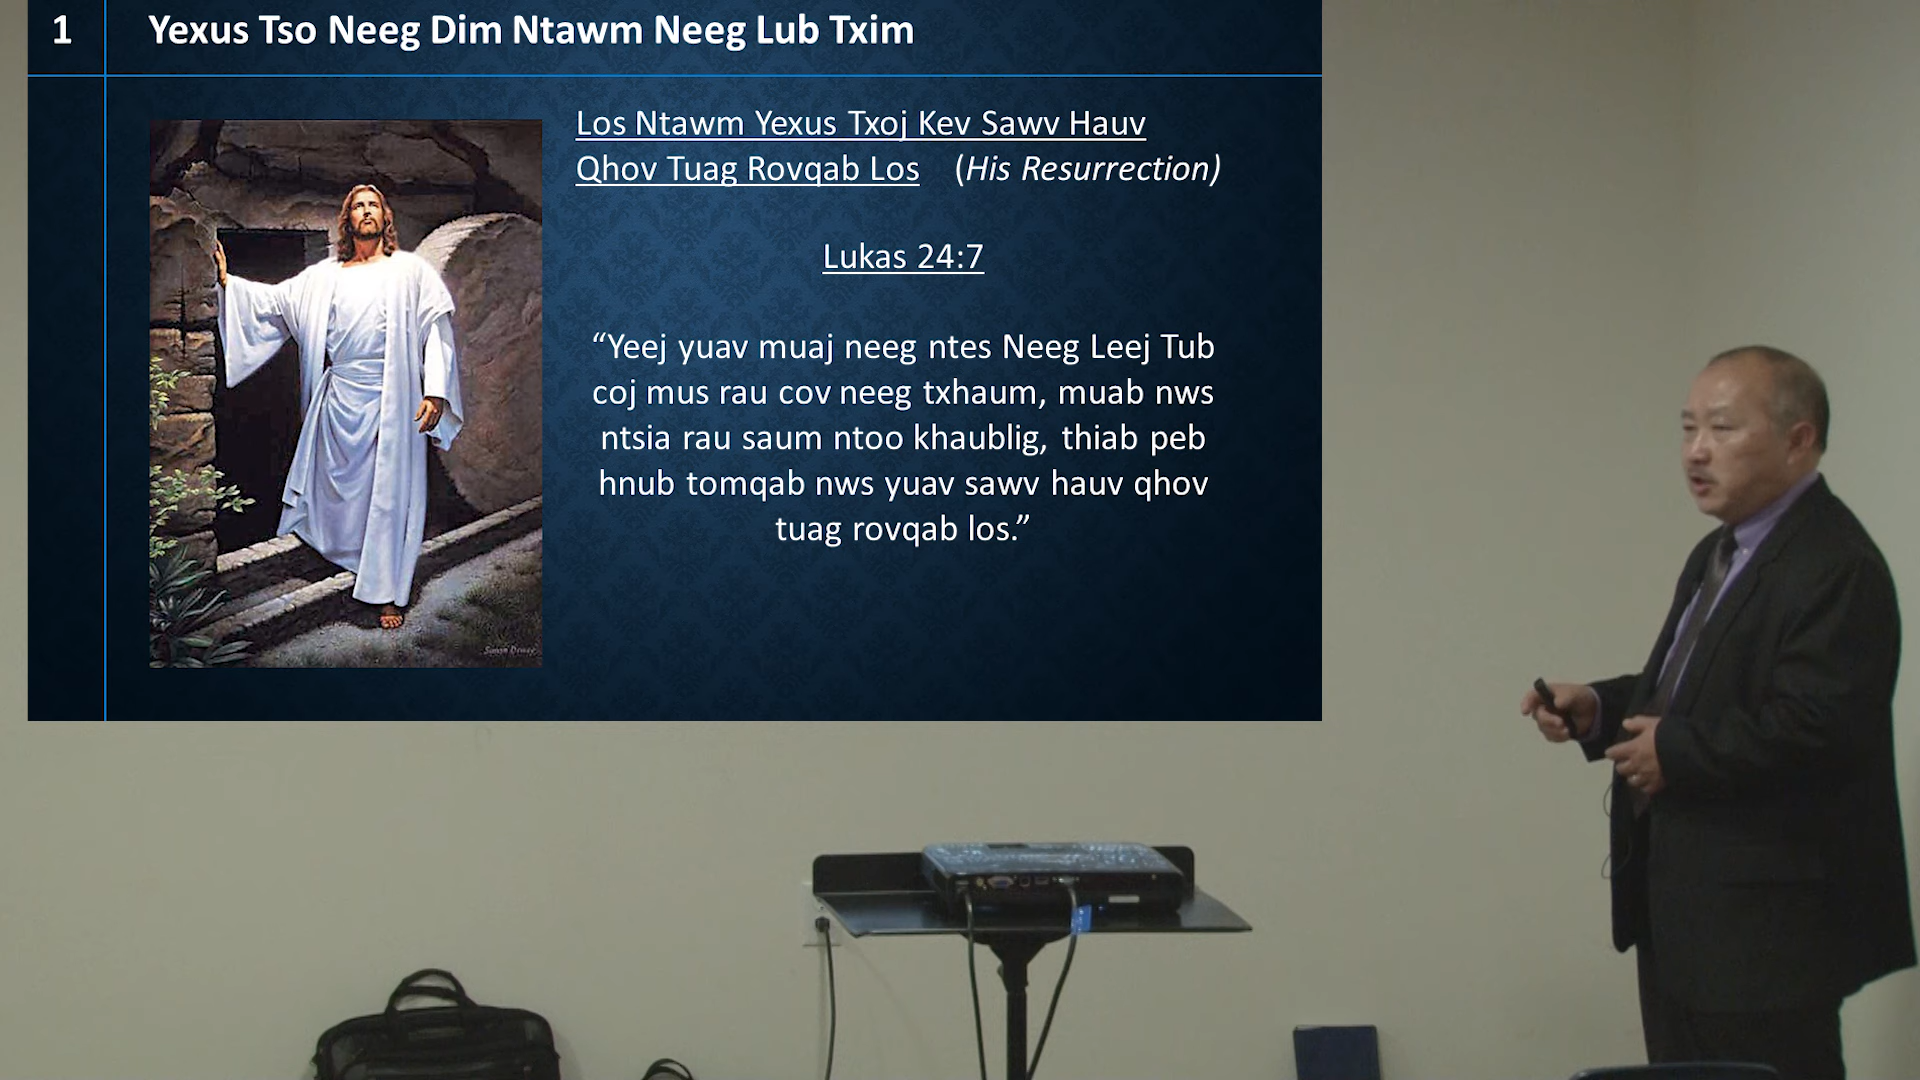 1 Yexus Tso Neeg Dim Ntawm Neeg Lub Txim
Los Ntawm Yexus Txoj Kev Sawv Hauv
Qhov Tuag Rovqab Los (His Resurrection)
Lukas 24:7
“Yeej yuav muaj neeg ntes Neeg Leej Tub
coj mus rau cov neeg txhaum, muab nws
ntsia rau saum ntoo khaublig, thiab peb
hnub tomqab nws yuav sawv hauv qhov
tuag rovqab los.”
Simon Dewey